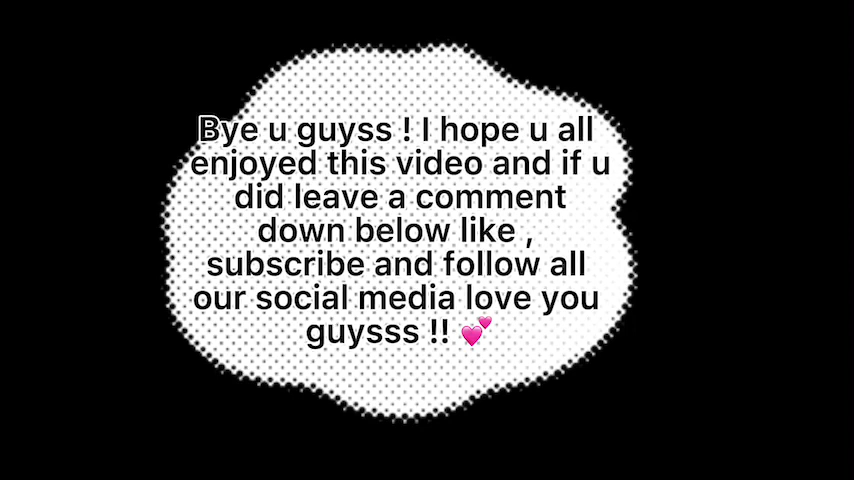 Bye u guyss ! I hope u all
enjoyed this video and if u
did leave a comment
down below like ,
subscribe and follow all
our social media love you
guysss !! 💕